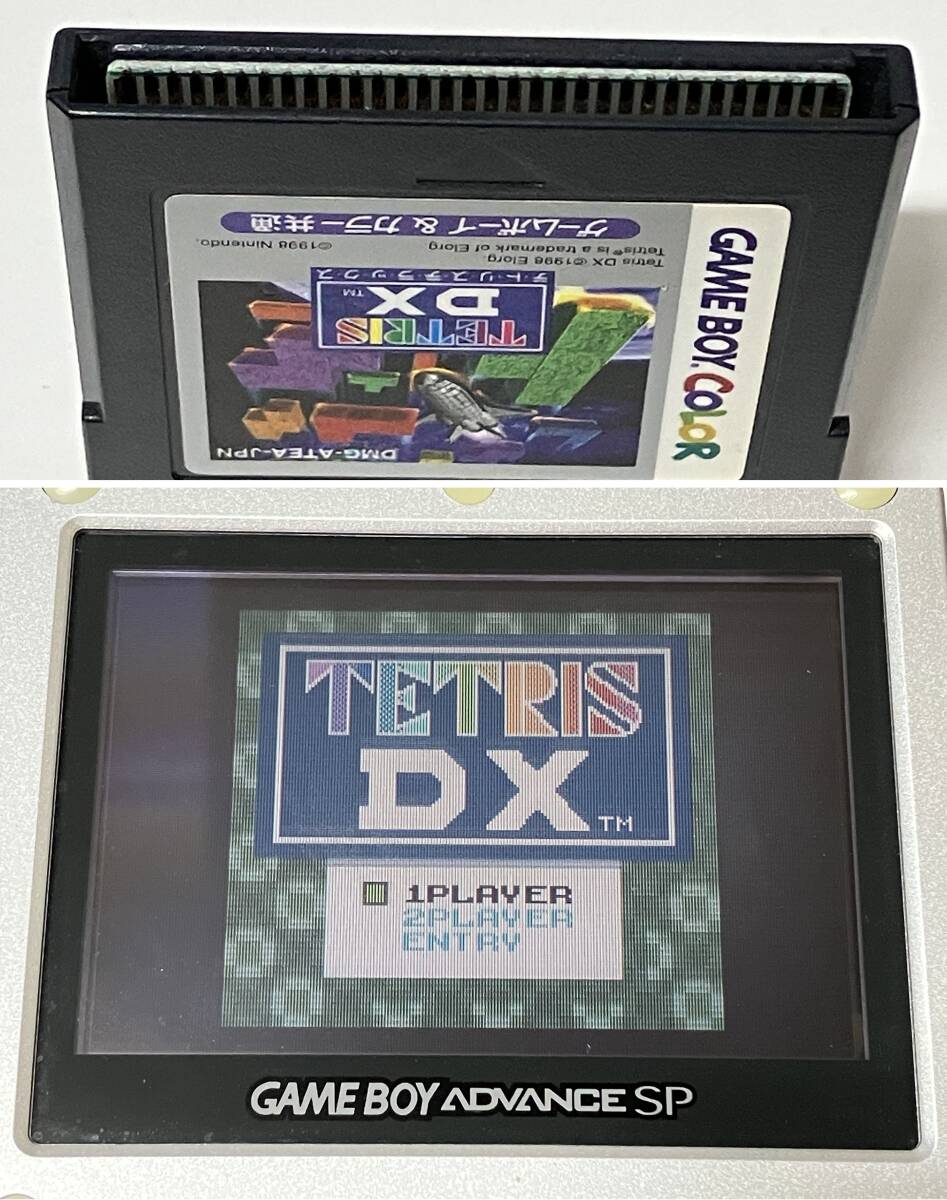 ゲームボーイ&カラー共通
©1998 Nintendo.
Tetris DX ©1998 Elorg.
Tetris® is a trademark of Elorg.
テトリスデラックス
TETRIS
DX™
DMG-ATEA-JPN
GAME BOY COLOR
TETRIS
DX™
1PLAYER
2PLAYER
ENTRY
GAME BOY ADVANCE SP